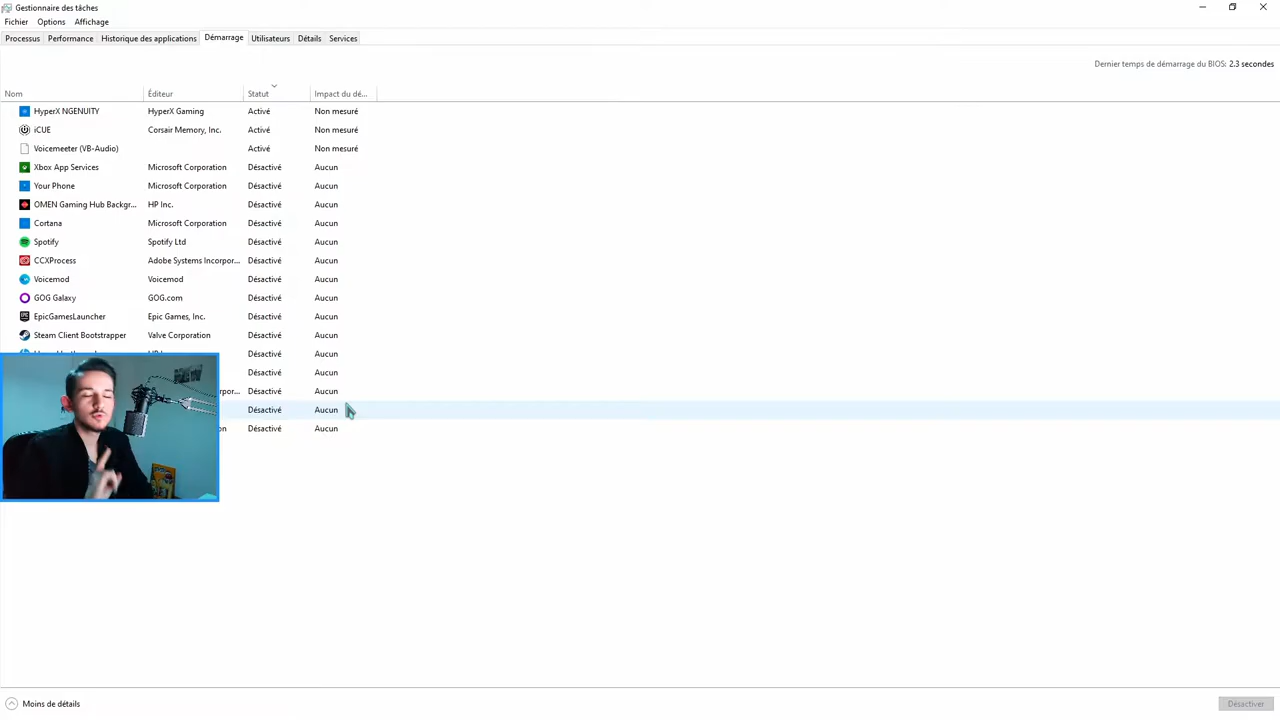 Gestionnaire des tâches
Fichier Options Affichage
Processus Performance Historique des applications Démarrage Utilisateurs Détails Services
Dernier temps de démarrage du BIOS: 2.3 secondes
Nom Éditeur Statut Impact du dé...
HyperX NGENUITY HyperX Gaming Activé Non mesuré
iCUE Corsair Memory, Inc. Activé Non mesuré
Voicemeeter (VB-Audio) Activé Non mesuré
Xbox App Services Microsoft Corporation Désactivé Aucun
Your Phone Microsoft Corporation Désactivé Aucun
OMEN Gaming Hub Backgr... HP Inc. Désactivé Aucun
Cortana Microsoft Corporation Désactivé Aucun
Spotify Spotify Ltd Désactivé Aucun
CCXProcess Adobe Systems Incorpor... Désactivé Aucun
Voicemod Voicemod Désactivé Aucun
GOG Galaxy GOG.com Désactivé Aucun
EpicGamesLauncher Epic Games, Inc. Désactivé Aucun
Steam Client Bootstrapper Valve Corporation Désactivé Aucun
Désactivé Aucun
Désactivé Aucun
rpor... Désactivé Aucun
Désactivé Aucun
on Désactivé Aucun
Moins de détails Désactiver